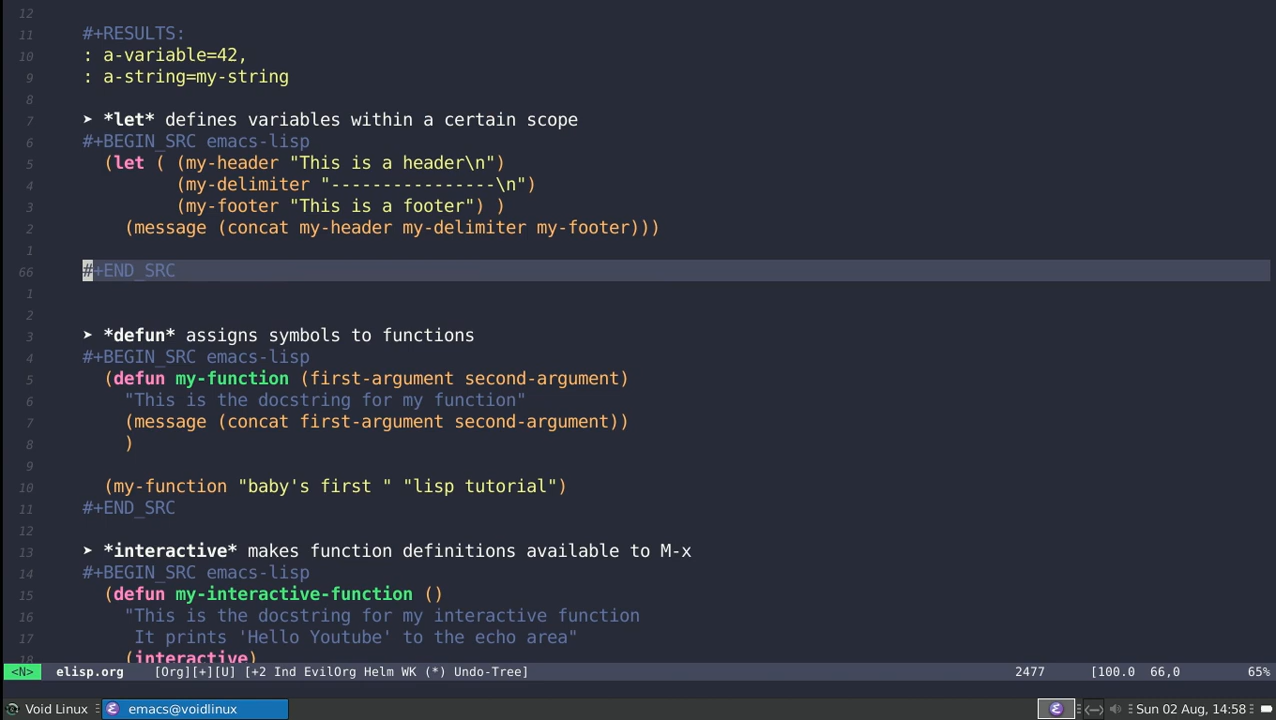 12
11 #+RESULTS:
10 : a-variable=42,
9 : a-string=my-string
8
7 ➤ *let* defines variables within a certain scope
6 #+BEGIN_SRC emacs-lisp
5 (let ( (my-header "This is a header\n")
4 (my-delimiter "----------------\n")
3 (my-footer "This is a footer") )
2 (message (concat my-header my-delimiter my-footer)))
1
66 #+END_SRC
1
2
3 ➤ *defun* assigns symbols to functions
4 #+BEGIN_SRC emacs-lisp
5 (defun my-function (first-argument second-argument)
6 "This is the docstring for my function"
7 (message (concat first-argument second-argument))
8 )
9
10 (my-function "baby's first " "lisp tutorial")
11 #+END_SRC
12
13 ➤ *interactive* makes function definitions available to M-x
14 #+BEGIN_SRC emacs-lisp
15 (defun my-interactive-function ()
16 "This is the docstring for my interactive function
17 It prints 'Hello Youtube' to the echo area"
18 (interactive)
<N> elisp.org [Org][+][U] [+2 Ind EvilOrg Helm WK (*) Undo-Tree] 2477 [100.0 66,0 65%
Void Linux emacs@voidlinux Sun 02 Aug, 14:58